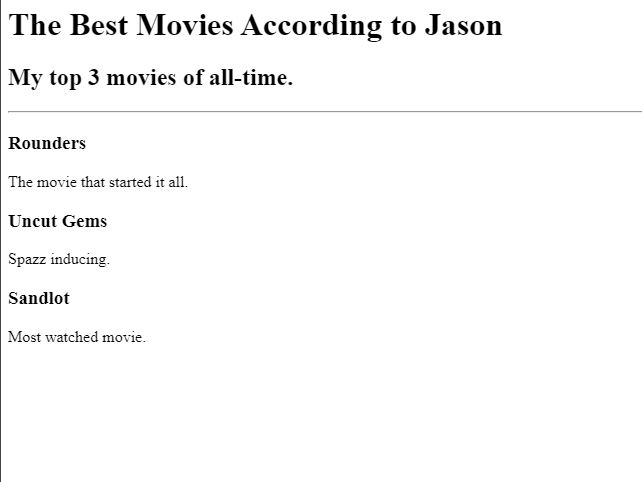 The Best Movies According to Jason
My top 3 movies of all-time.
Rounders
The movie that started it all.
Uncut Gems
Spazz inducing.
Sandlot
Most watched movie.